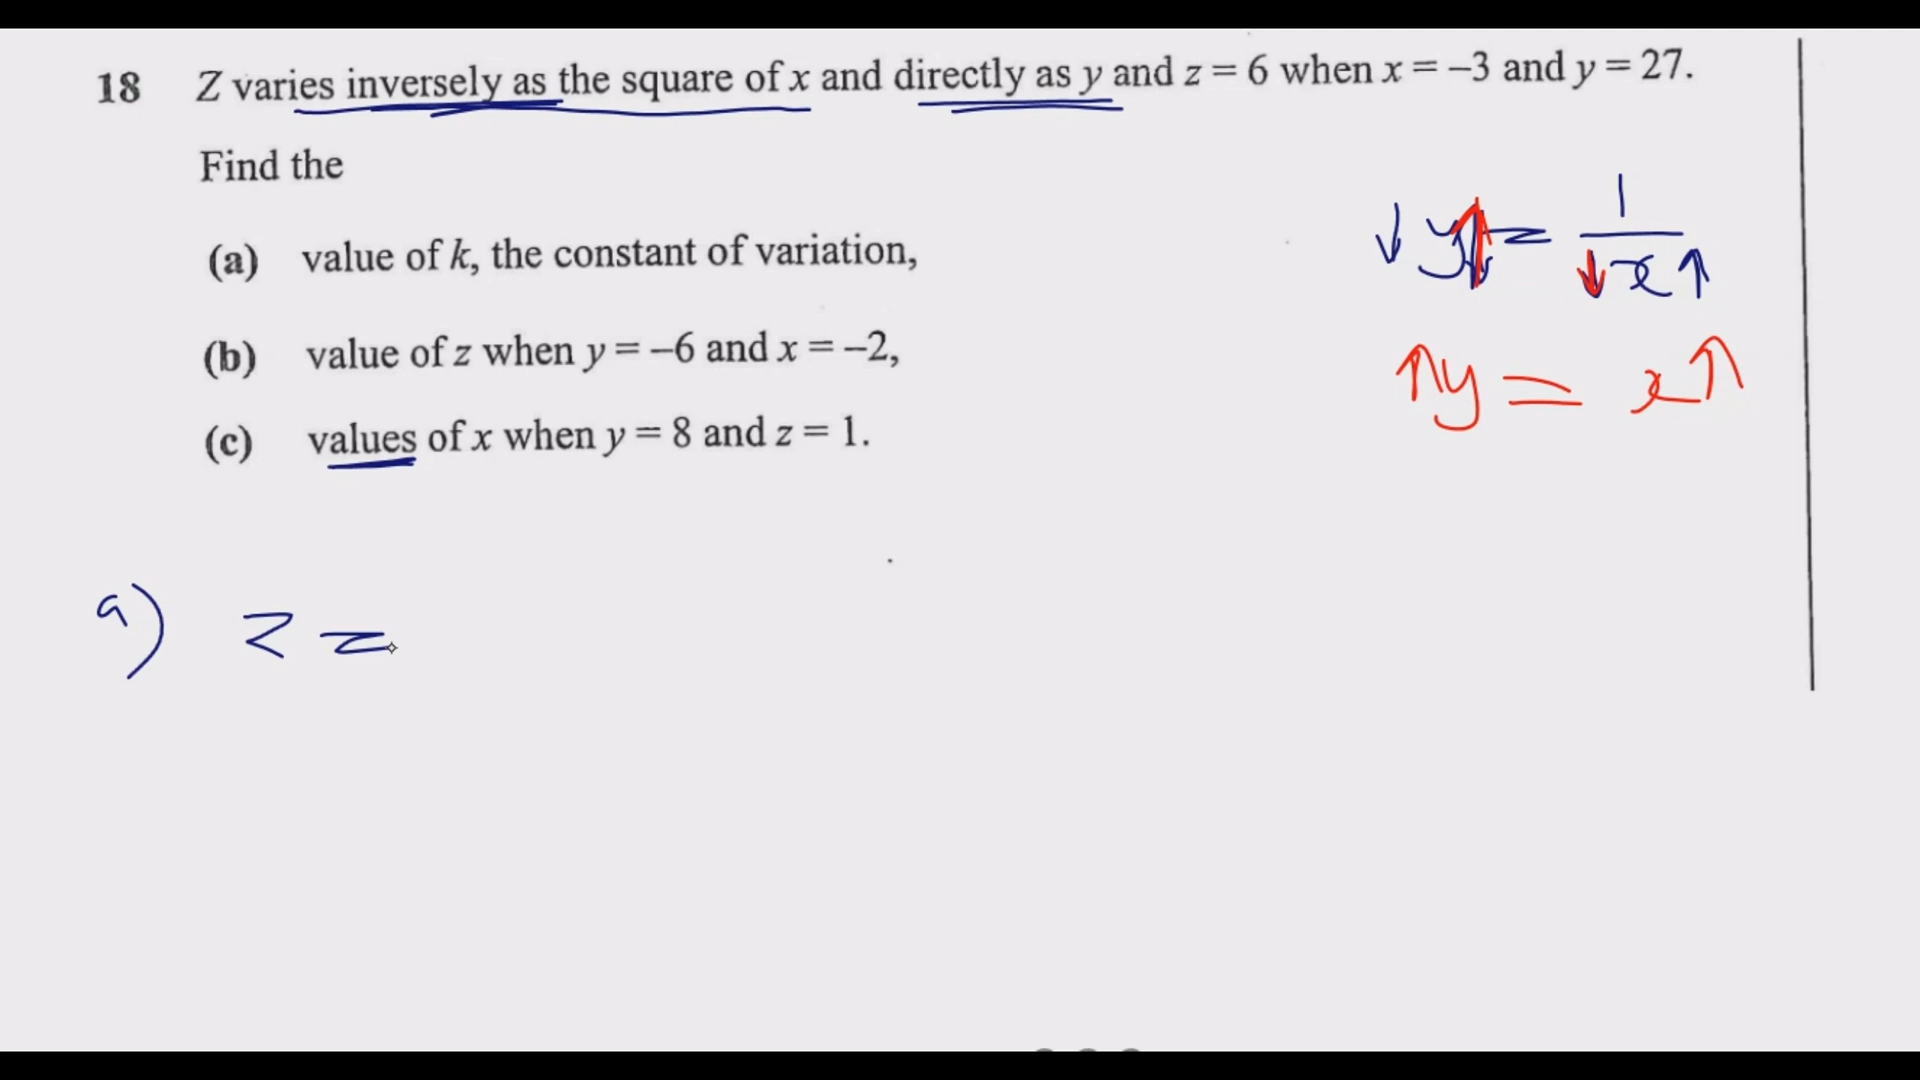 18 Z varies inversely as the square of x and directly as y and z = 6 when x = –3 and y = 27.
Find the
(a) value of k, the constant of variation,
(b) value of z when y = –6 and x = –2,
(c) values of x when y = 8 and z = 1.
↓ y↑ = 1/↓x↑
↑y = x↑
a) z =